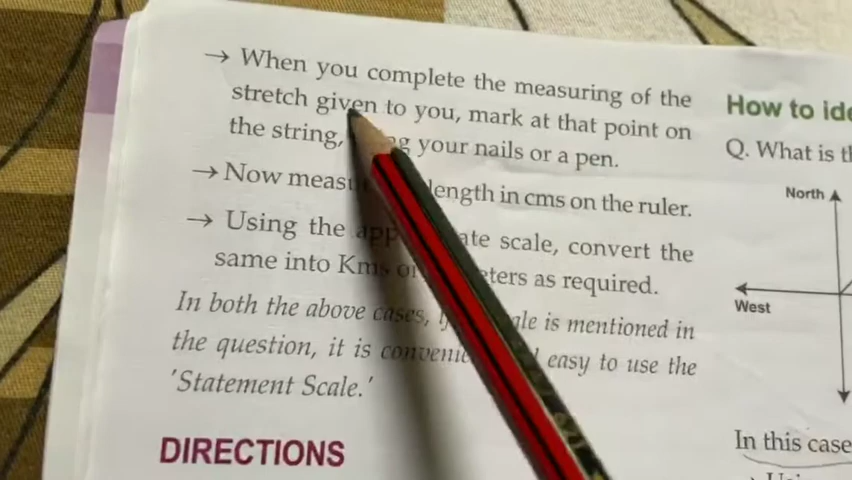 → When you complete the measuring of the
stretch given to you, mark at that point on
the string, your nails or a pen.
→ Now length in cms on the ruler.
→ Using the scale, convert the
same into Kms or as required.
In both the above cases, is mentioned in
the question, it is easy to use the
'Statement Scale.'
DIRECTIONS
How to
Q. What is
North
West
In this case